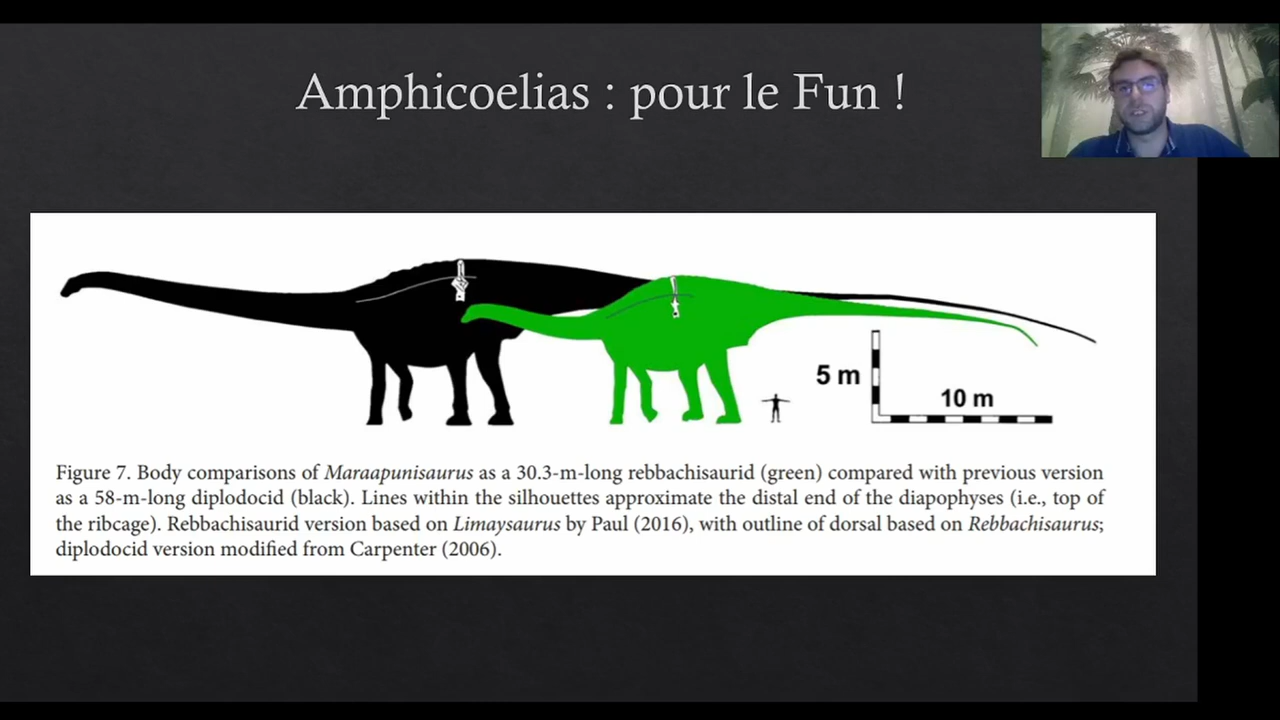 Amphicoelias : pour le Fun !
5 m
10 m
Figure 7. Body comparisons of Maraapunisaurus as a 30.3-m-long rebbachisaurid (green) compared with previous version
as a 58-m-long diplodocid (black). Lines within the silhouettes approximate the distal end of the diapophyses (i.e., top of
the ribcage). Rebbachisaurid version based on Limaysaurus by Paul (2016), with outline of dorsal based on Rebbachisaurus;
diplodocid version modified from Carpenter (2006).